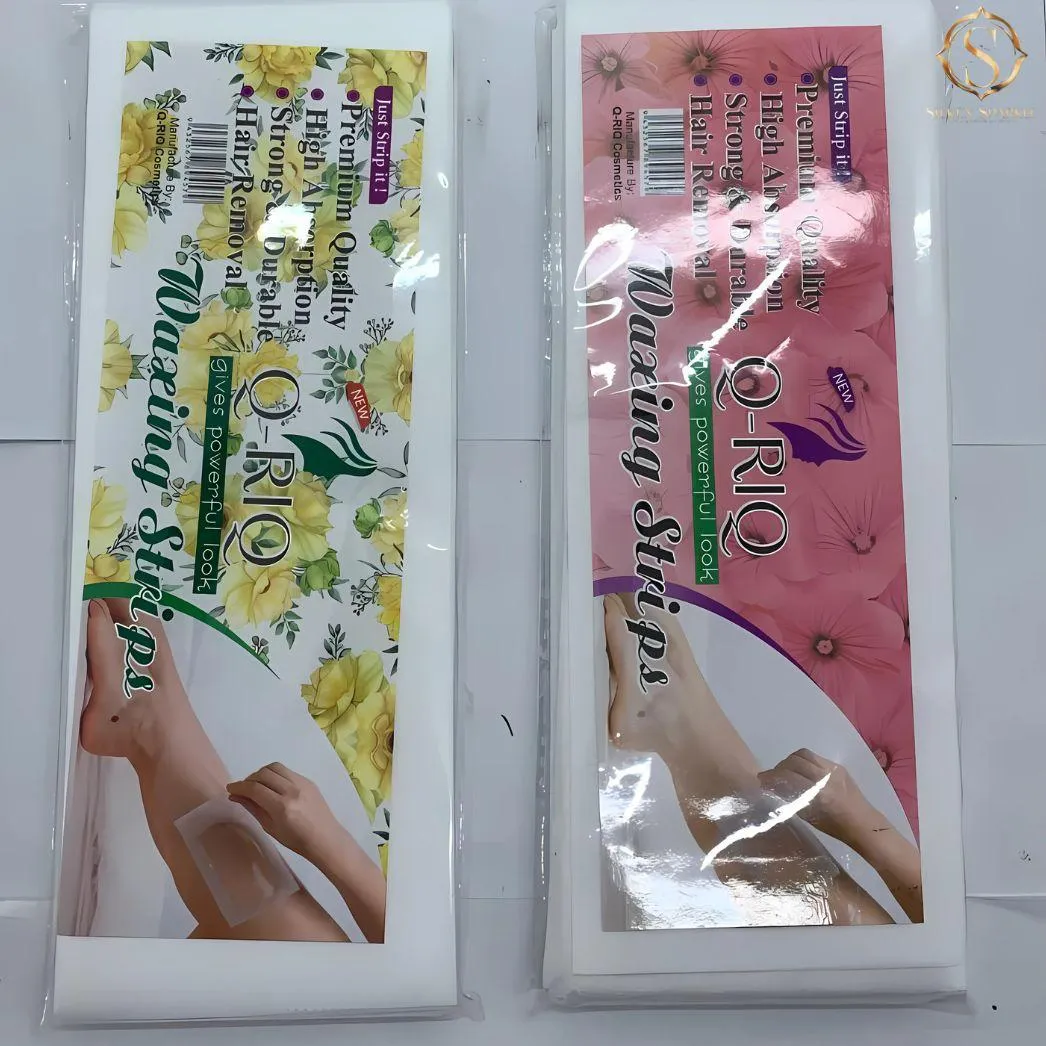 Just Strip it !
Premium Quality
High Absorption
Strong & Durable
Hair Removal
Manufacture By:
Q-RIQ Cosmetics
NEW
Q-RIQ
gives powerful look
Waxing Strips
Just Strip it !
Premium Quality
High Absorption
Strong & Durable
Hair Removal
Manufacture By:
Q-RIQ Cosmetics
NEW
Q-RIQ
gives powerful look
Waxing Strips
S